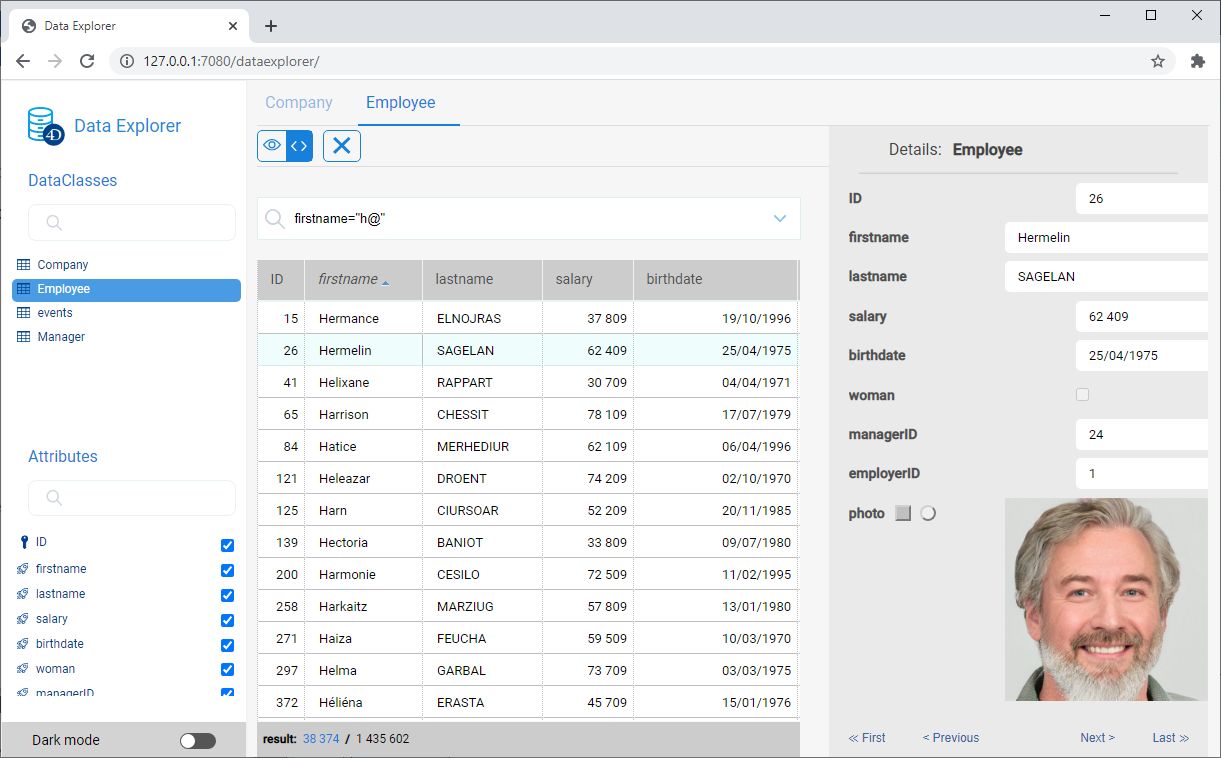 Data Explorer
127.0.0.1:7080/dataexplorer/
4D Data Explorer
DataClasses
Company
Employee
events
Manager
Attributes
ID
firstname
lastname
salary
birthdate
woman
managerID
Dark mode
Company Employee
firstname="h@"
ID firstname lastname salary birthdate
15 Hermance ELNOJRAS 37 809 19/10/1996
26 Hermelin SAGELAN 62 409 25/04/1975
41 Helixane RAPPART 30 709 04/04/1971
65 Harrison CHESSIT 78 109 17/07/1979
84 Hatice MERHEDIUR 62 109 06/04/1996
121 Heleazar DROENT 74 209 02/10/1970
125 Harn CIURSOAR 52 209 20/11/1985
139 Hectoria BANIOT 33 809 09/07/1980
200 Harmonie CESILO 72 509 11/02/1995
258 Harkaitz MARZIUG 57 809 13/01/1980
271 Haiza FEUCHA 59 509 10/03/1970
297 Helma GARBAL 73 709 03/03/1975
372 Héliéna ERASTA 45 709 15/01/1976
result: 38 374 / 1 435 602
Details: Employee
ID 26
firstname Hermelin
lastname SAGELAN
salary 62 409
birthdate 25/04/1975
woman
managerID 24
employerID 1
photo
<< First < Previous Next > Last >>